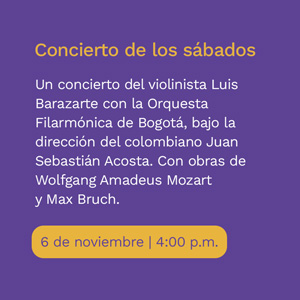 Concierto de los sábados
Un concierto del violinista Luis
Barazarte con la Orquesta
Filarmónica de Bogotá, bajo la
dirección del colombiano Juan
Sebastián Acosta. Con obras de
Wolfgang Amadeus Mozart
y Max Bruch.
6 de noviembre | 4:00 p.m.